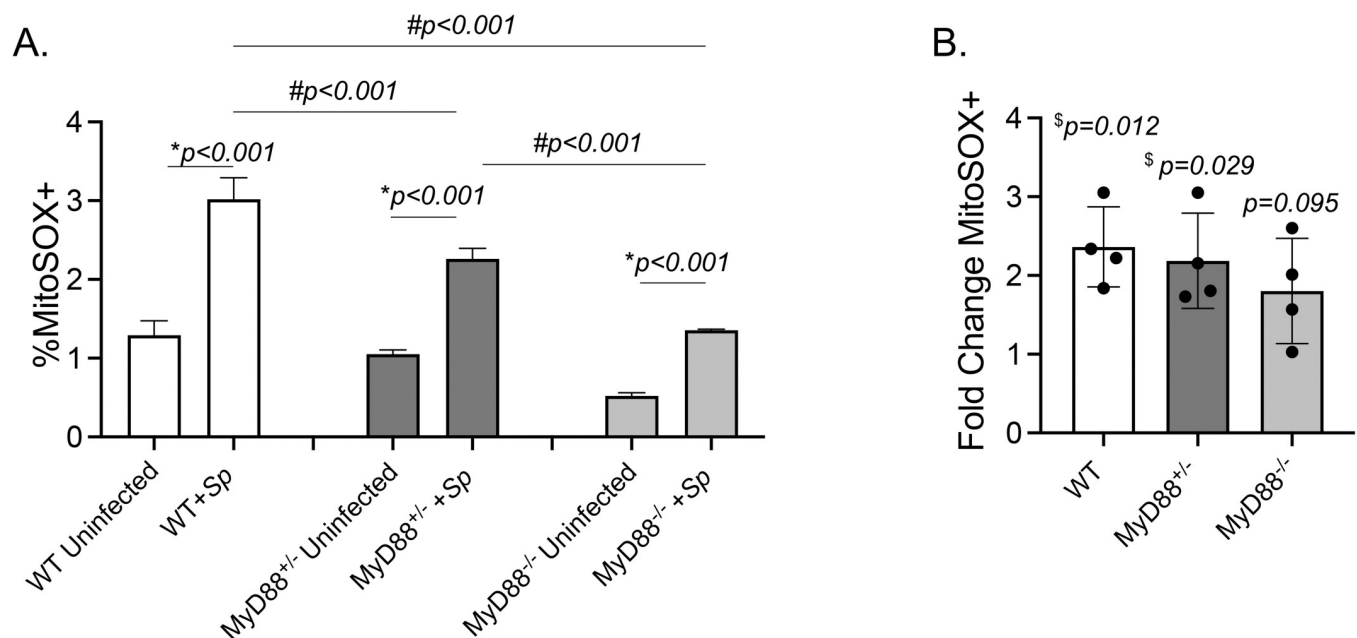 A.
#p<0.001
#p<0.001
#p<0.001
*p<0.001
*p<0.001
*p<0.001
%MitoSOX+
4
3
2
1
0
WT Uninfected
WT+Sp
MyD88+/- Uninfected
MyD88+/- +Sp
MyD88-/- Uninfected
MyD88-/- +Sp
B.
$p=0.012
$ p=0.029
p=0.095
Fold Change MitoSOX+
4
3
2
1
0
WT
MyD88+/-
MyD88-/-